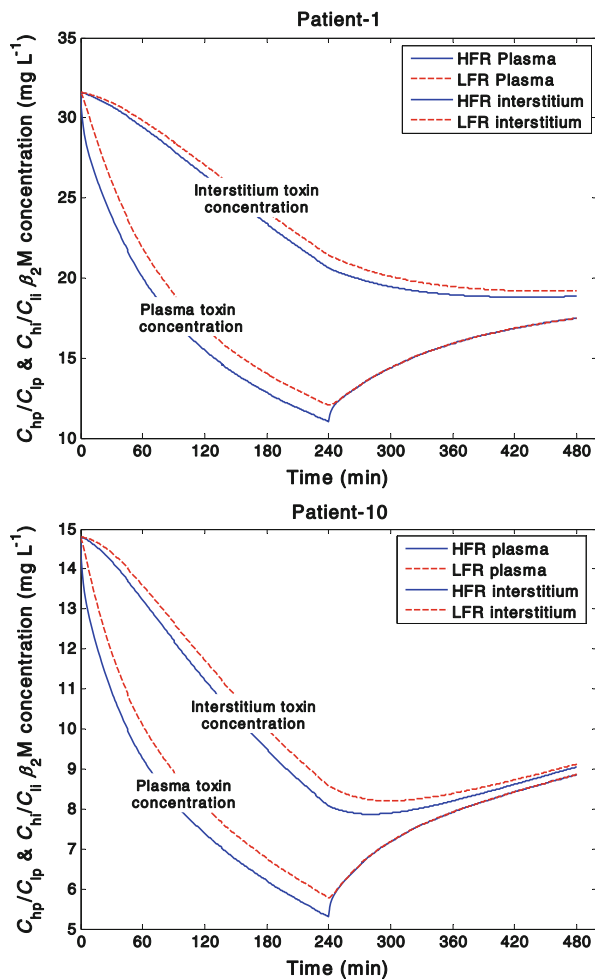 Patient-1
35
30
25
20
15
10
C_hp/C_lp & C_hi/C_li β₂M concentration (mg L⁻¹)
HFR Plasma
LFR Plasma
HFR interstitium
LFR interstitium
Interstitium toxin
concentration
Plasma toxin
concentration
0 60 120 180 240 300 360 420 480
Time (min)
Patient-10
15
14
13
12
11
10
9
8
7
6
5
C_hp/C_lp & C_hi/C_li β₂M concentration (mg L⁻¹)
HFR plasma
LFR plasma
HFR interstitium
LFR interstitium
Interstitium toxin
concentration
Plasma toxin
concentration
0 60 120 180 240 300 360 420 480
Time (min)